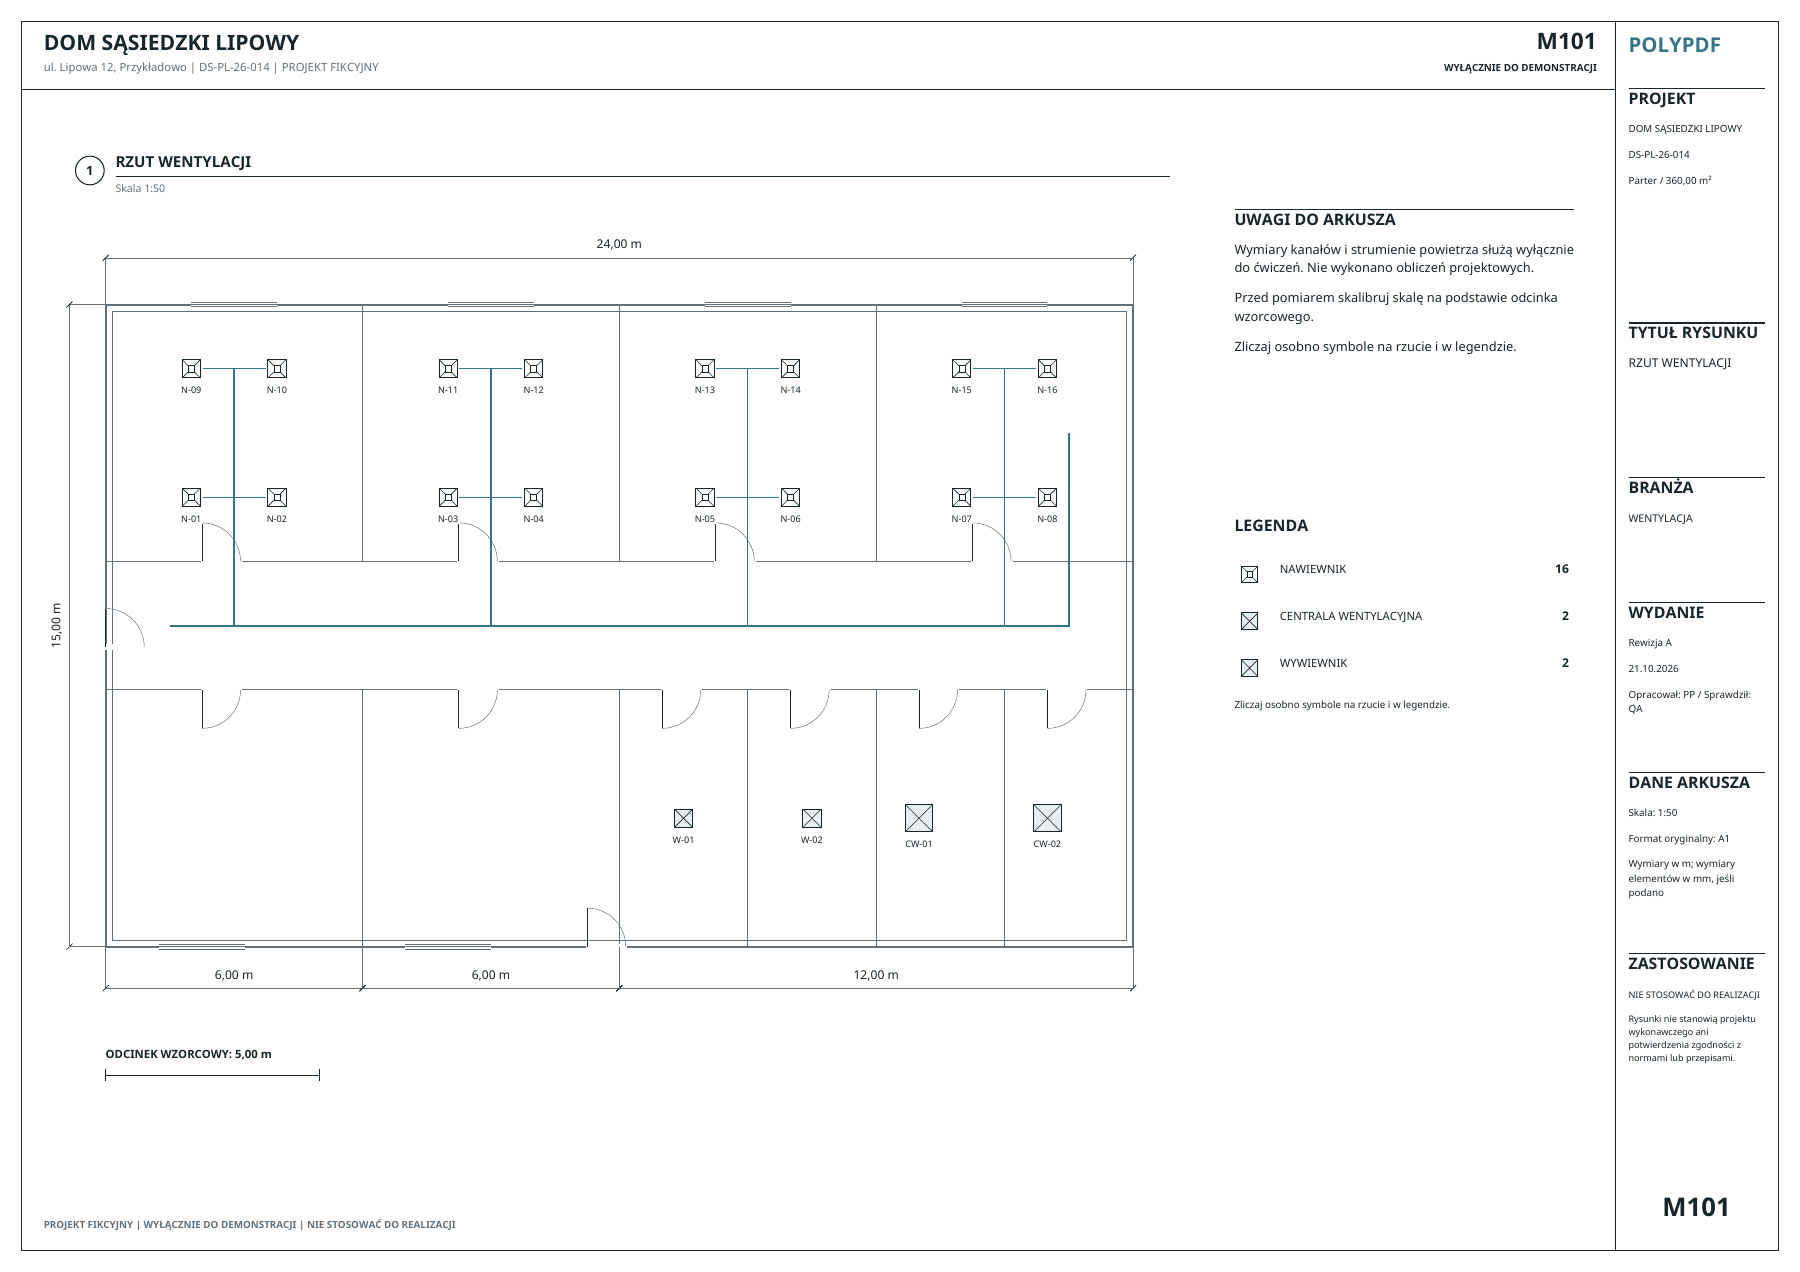 DOM SĄSIEDZKI LIPOWY
ul. Lipowa 12, Przykładowo | DS-PL-26-014 | PROJEKT FIKCYJNY
M101
WYŁĄCZNIE DO DEMONSTRACJI
1
RZUT WENTYLACJI
Skala 1:50
24,00 m
15,00 m
N-09
N-10
N-11
N-12
N-13
N-14
N-15
N-16
N-01
N-02
N-03
N-04
N-05
N-06
N-07
N-08
W-01
W-02
CW-01
CW-02
6,00 m
6,00 m
12,00 m
ODCINEK WZORCOWY: 5,00 m
UWAGI DO ARKUSZA
Wymiary kanałów i strumienie powietrza służą wyłącznie
do ćwiczeń. Nie wykonano obliczeń projektowych.
Przed pomiarem skalibruj skalę na podstawie odcinka
wzorcowego.
Zliczaj osobno symbole na rzucie i w legendzie.
LEGENDA
NAWIEWNIK 16
CENTRALA WENTYLACYJNA 2
WYWIEWNIK 2
Zliczaj osobno symbole na rzucie i w legendzie.
POLYPDF
PROJEKT
DOM SĄSIEDZKI LIPOWY
DS-PL-26-014
Parter / 360,00 m²
TYTUŁ RYSUNKU
RZUT WENTYLACJI
BRANŻA
WENTYLACJA
WYDANIE
Rewizja A
21.10.2026
Opracował: PP / Sprawdził:
QA
DANE ARKUSZA
Skala: 1:50
Format oryginalny: A1
Wymiary w m; wymiary
elementów w mm, jeśli
podano
ZASTOSOWANIE
NIE STOSOWAĆ DO REALIZACJI
Rysunki nie stanowią projektu
wykonawczego ani
potwierdzenia zgodności z
normami lub przepisami.
M101
PROJEKT FIKCYJNY | WYŁĄCZNIE DO DEMONSTRACJI | NIE STOSOWAĆ DO REALIZACJI